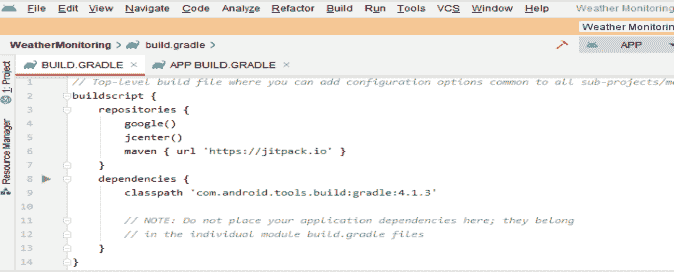 File Edit View Navigate Code Analyze Refactor Build Run Tools VCS Window Help Weather Monitoring
Weather Monitoring
WeatherMonitoring > build.gradle >
APP
BUILD.GRADLE ×
APP BUILD.GRADLE ×
1: Project
Resource Manager
1 // Top-level build file where you can add configuration options common to all sub-projects/mo
2 buildscript {
3 repositories {
4 google()
5 jcenter()
6 maven { url 'https://jitpack.io' }
7 }
8 dependencies {
9 classpath 'com.android.tools.build:gradle:4.1.3'
10
11 // NOTE: Do not place your application dependencies here; they belong
12 // in the individual module build.gradle files
13 }
14 }